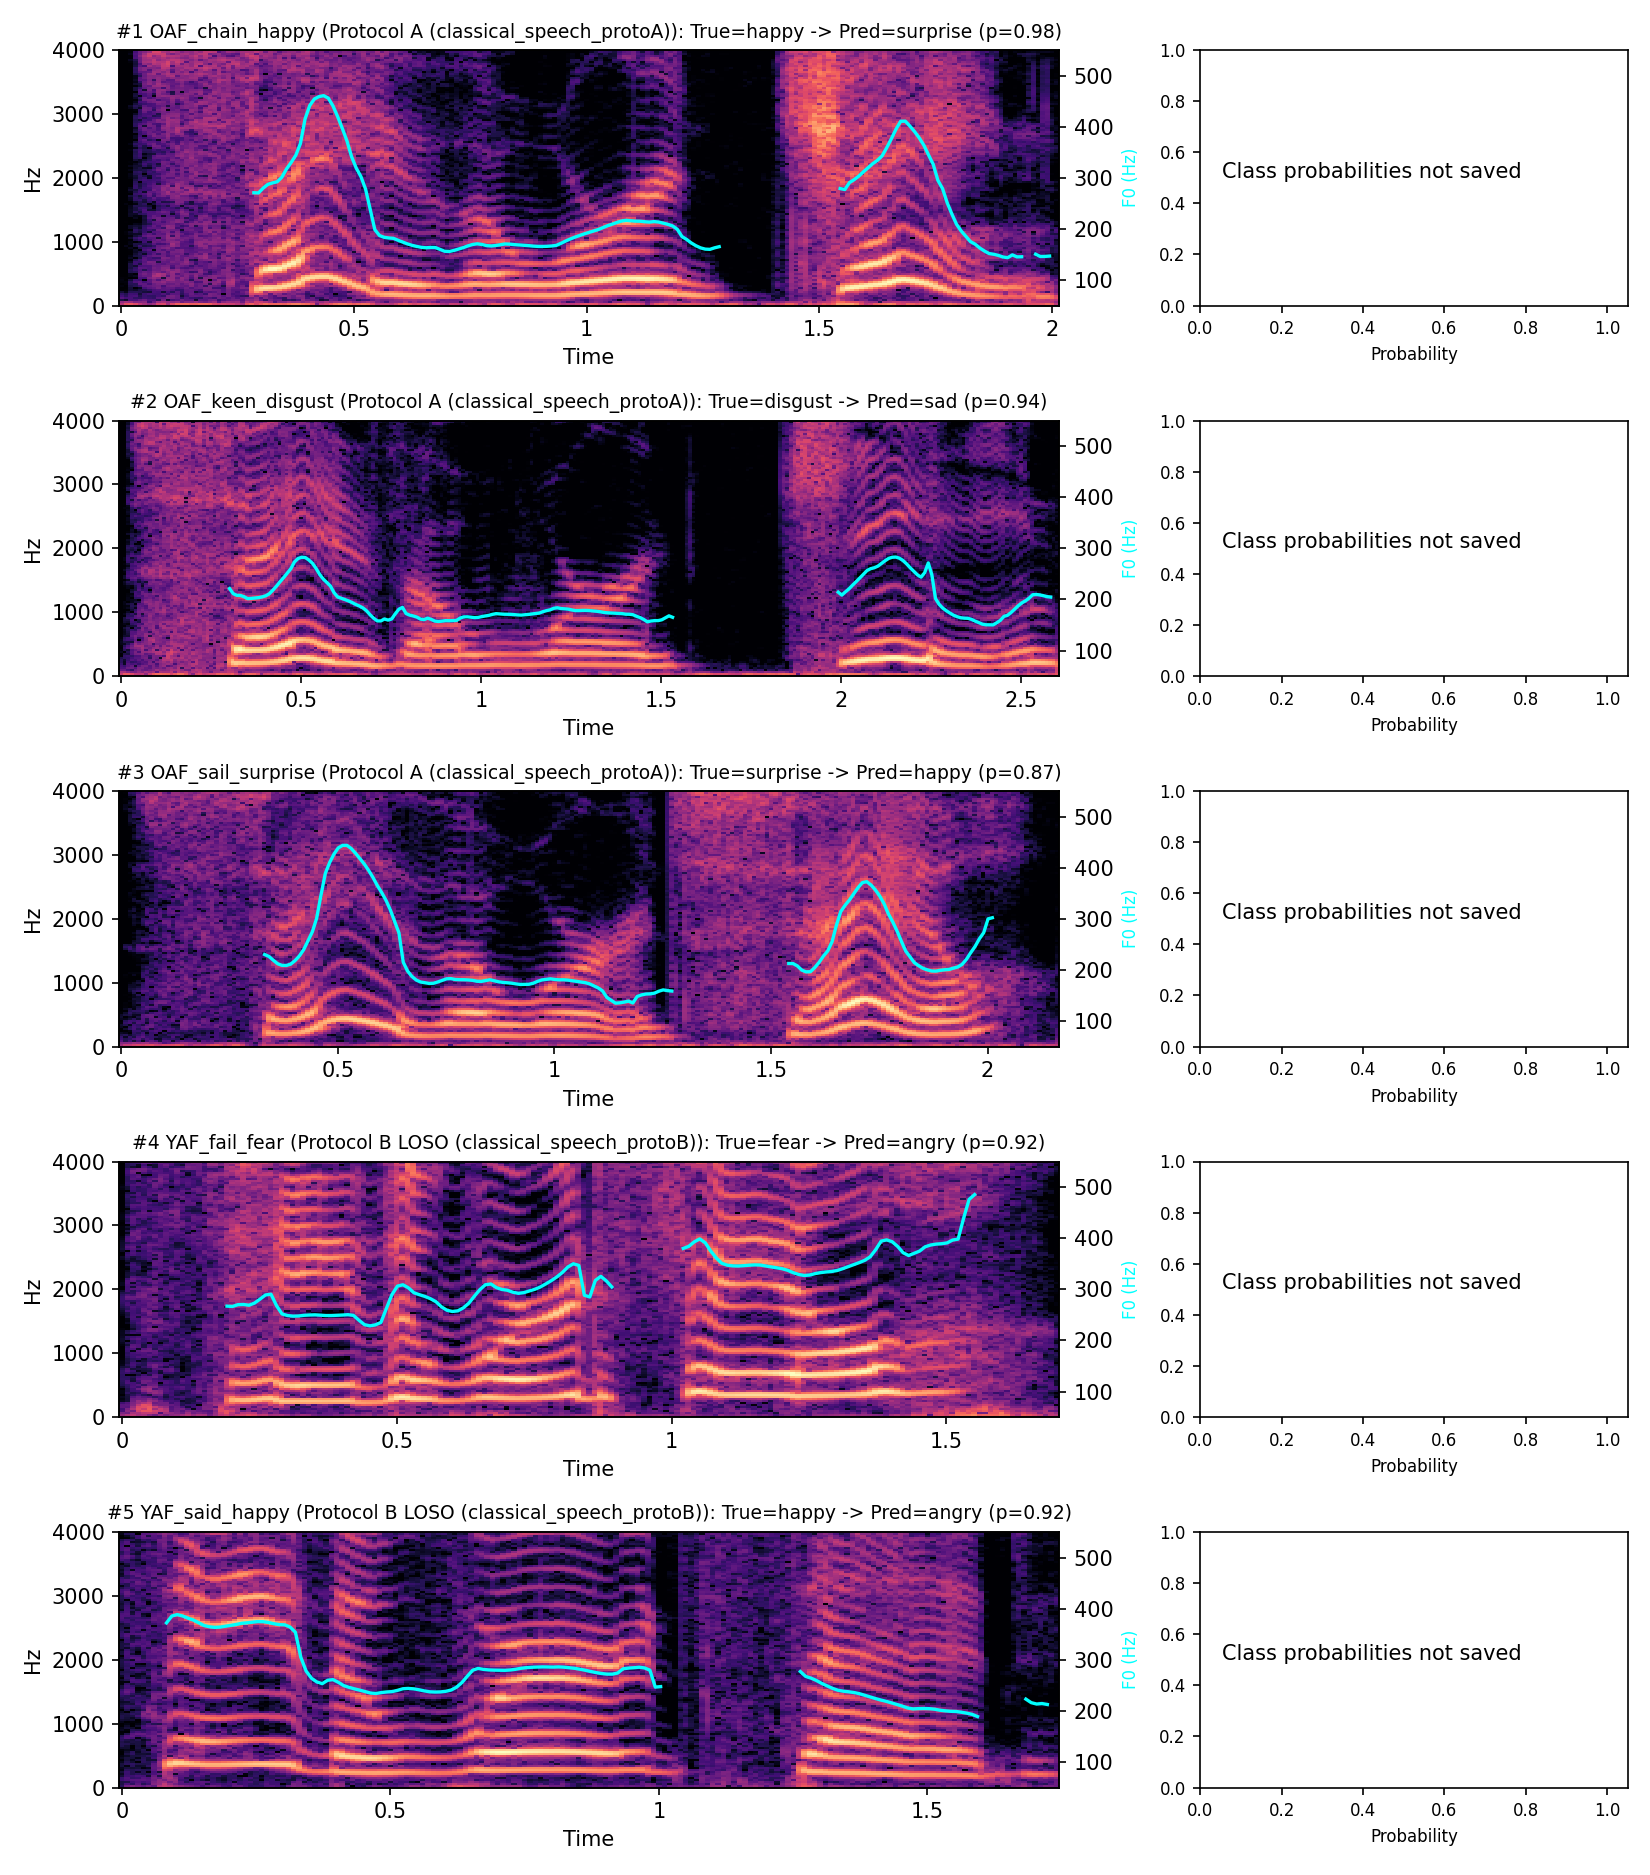 #1 OAF_chain_happy (Protocol A (classical_speech_protoA)): True=happy -> Pred=surprise (p=0.98)
4000
3000
2000
1000
0
Hz
0 0.5 1 1.5 2
Time
500
400
300
200
100
F0 (Hz)
1.0
0.8
0.6
0.4
0.2
0.0
Class probabilities not saved
0.0 0.2 0.4 0.6 0.8 1.0
Probability
#2 OAF_keen_disgust (Protocol A (classical_speech_protoA)): True=disgust -> Pred=sad (p=0.94)
4000
3000
2000
1000
0
Hz
0 0.5 1 1.5 2 2.5
Time
500
400
300
200
100
F0 (Hz)
1.0
0.8
0.6
0.4
0.2
0.0
Class probabilities not saved
0.0 0.2 0.4 0.6 0.8 1.0
Probability
#3 OAF_sail_surprise (Protocol A (classical_speech_protoA)): True=surprise -> Pred=happy (p=0.87)
4000
3000
2000
1000
0
Hz
0 0.5 1 1.5 2
Time
500
400
300
200
100
F0 (Hz)
1.0
0.8
0.6
0.4
0.2
0.0
Class probabilities not saved
0.0 0.2 0.4 0.6 0.8 1.0
Probability
#4 YAF_fail_fear (Protocol B LOSO (classical_speech_protoB)): True=fear -> Pred=angry (p=0.92)
4000
3000
2000
1000
0
Hz
0 0.5 1 1.5
Time
500
400
300
200
100
F0 (Hz)
1.0
0.8
0.6
0.4
0.2
0.0
Class probabilities not saved
0.0 0.2 0.4 0.6 0.8 1.0
Probability
#5 YAF_said_happy (Protocol B LOSO (classical_speech_protoB)): True=happy -> Pred=angry (p=0.92)
4000
3000
2000
1000
0
Hz
0 0.5 1 1.5
Time
500
400
300
200
100
F0 (Hz)
1.0
0.8
0.6
0.4
0.2
0.0
Class probabilities not saved
0.0 0.2 0.4 0.6 0.8 1.0
Probability